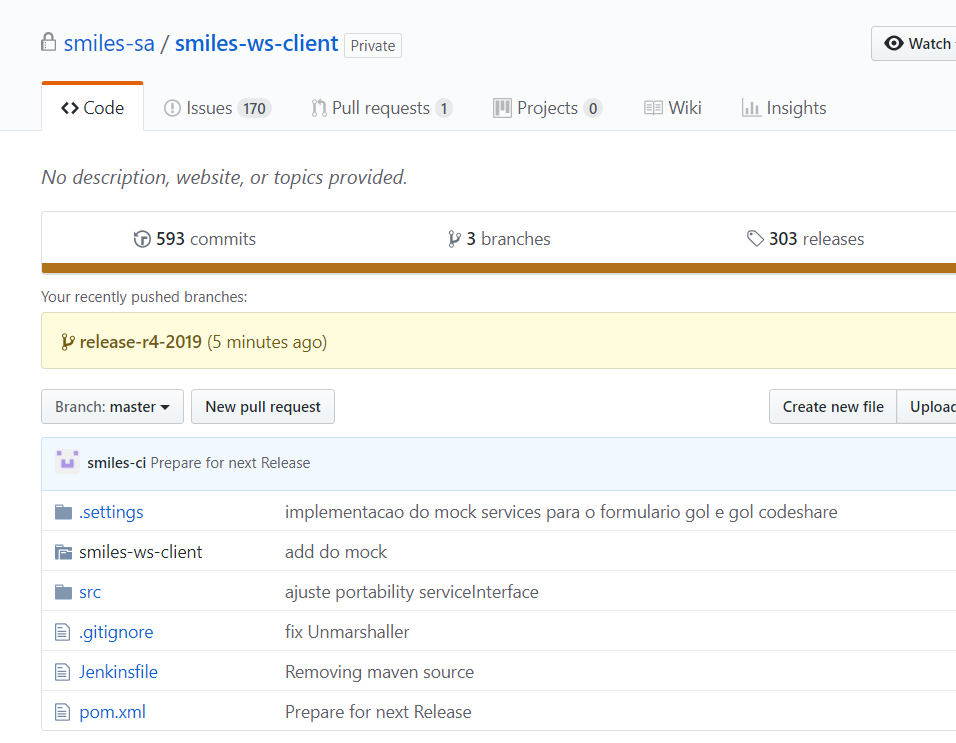 smiles-sa / smiles-ws-client Private Watch
Code Issues 170 Pull requests 1 Projects 0 Wiki Insights
No description, website, or topics provided.
593 commits 3 branches 303 releases
Your recently pushed branches:
release-r4-2019 (5 minutes ago)
Branch: master New pull request Create new file Upload
smiles-ci Prepare for next Release
.settings implementacao do mock services para o formulario gol e gol codeshare
smiles-ws-client add do mock
src ajuste portability serviceInterface
.gitignore fix Unmarshaller
Jenkinsfile Removing maven source
pom.xml Prepare for next Release